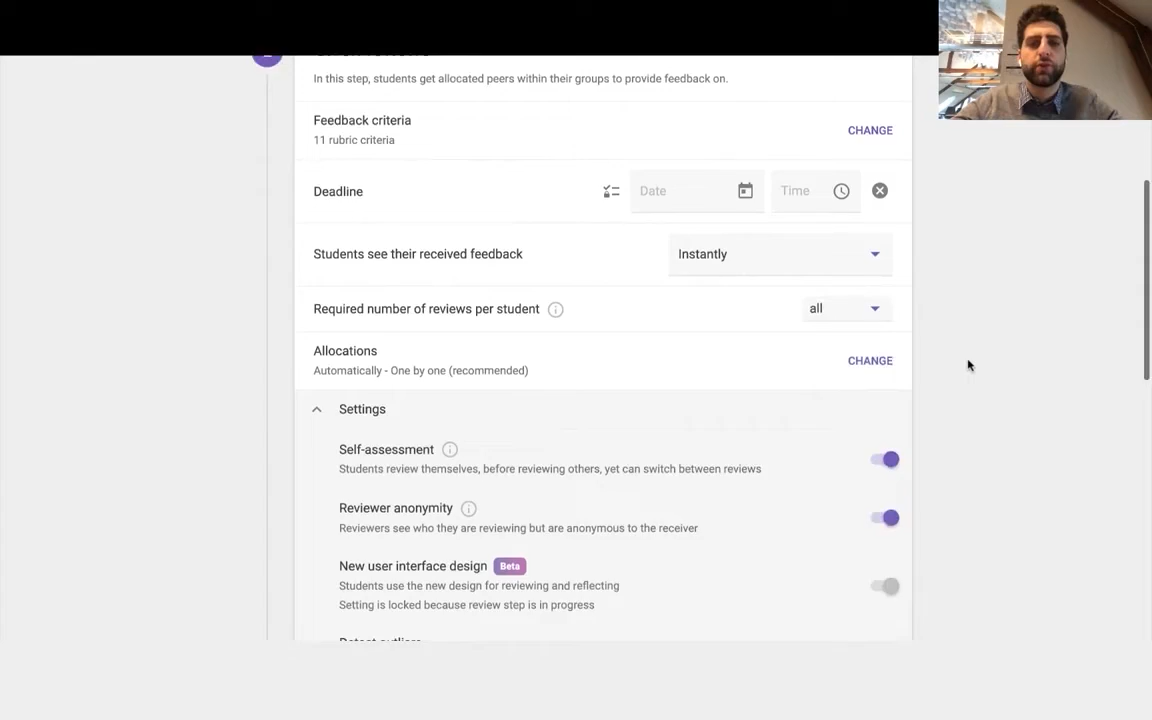 In this step, students get allocated peers within their groups to provide feedback on.
Feedback criteria
11 rubric criteria
CHANGE
Deadline
Date
Time
Students see their received feedback
Instantly
Required number of reviews per student
all
Allocations
Automatically - One by one (recommended)
CHANGE
Settings
Self-assessment
Students review themselves, before reviewing others, yet can switch between reviews
Reviewer anonymity
Reviewers see who they are reviewing but are anonymous to the receiver
New user interface design Beta
Students use the new design for reviewing and reflecting
Setting is locked because review step is in progress